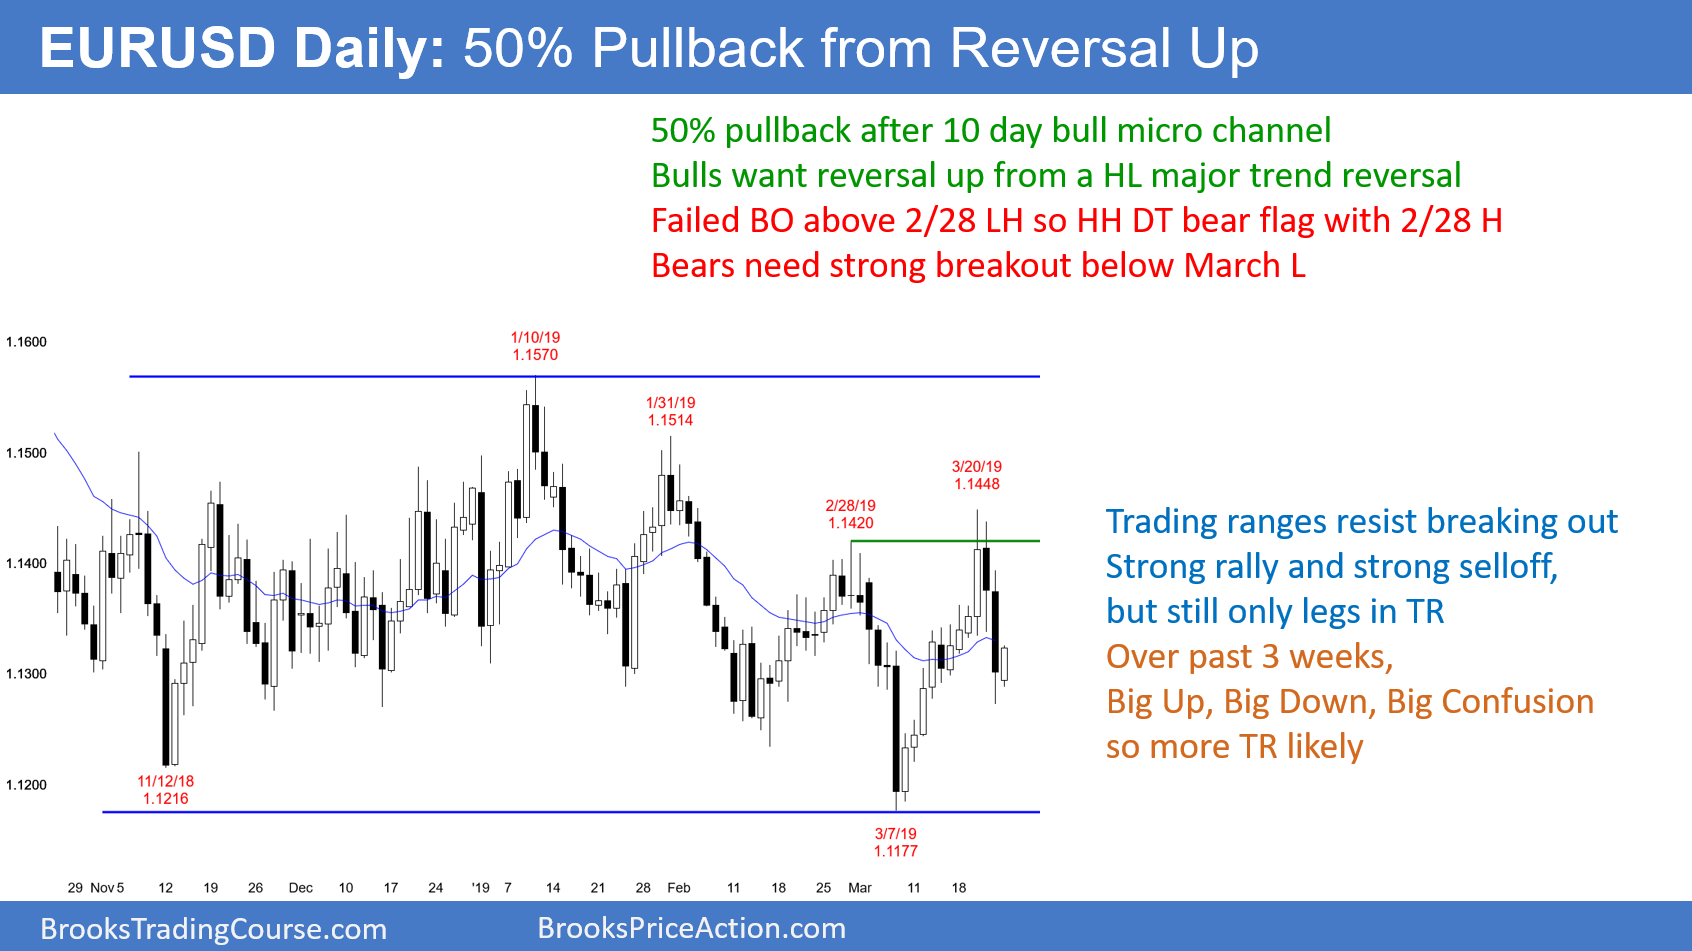 EURUSD Daily: 50% Pullback from Reversal Up
50% pullback after 10 day bull micro channel
Bulls want reversal up from a HL major trend reversal
Failed BO above 2/28 LH so HH DT bear flag with 2/28 H
Bears need strong breakout below March L
1.1600
1.1500
1.1400
1.1300
1.1200
1/10/19
1.1570
1/31/19
1.1514
2/28/19
1.1420
3/20/19
1.1448
11/12/18
1.1216
3/7/19
1.1177
Trading ranges resist breaking out
Strong rally and strong selloff,
but still only legs in TR
Over past 3 weeks,
Big Up, Big Down, Big Confusion
so more TR likely
29 Nov 5 12 19 26 Dec 10 17 24 '19 7 14 21 28 Feb 11 18 25 Mar 11 18
BrooksTradingCourse.com
BrooksPriceAction.com